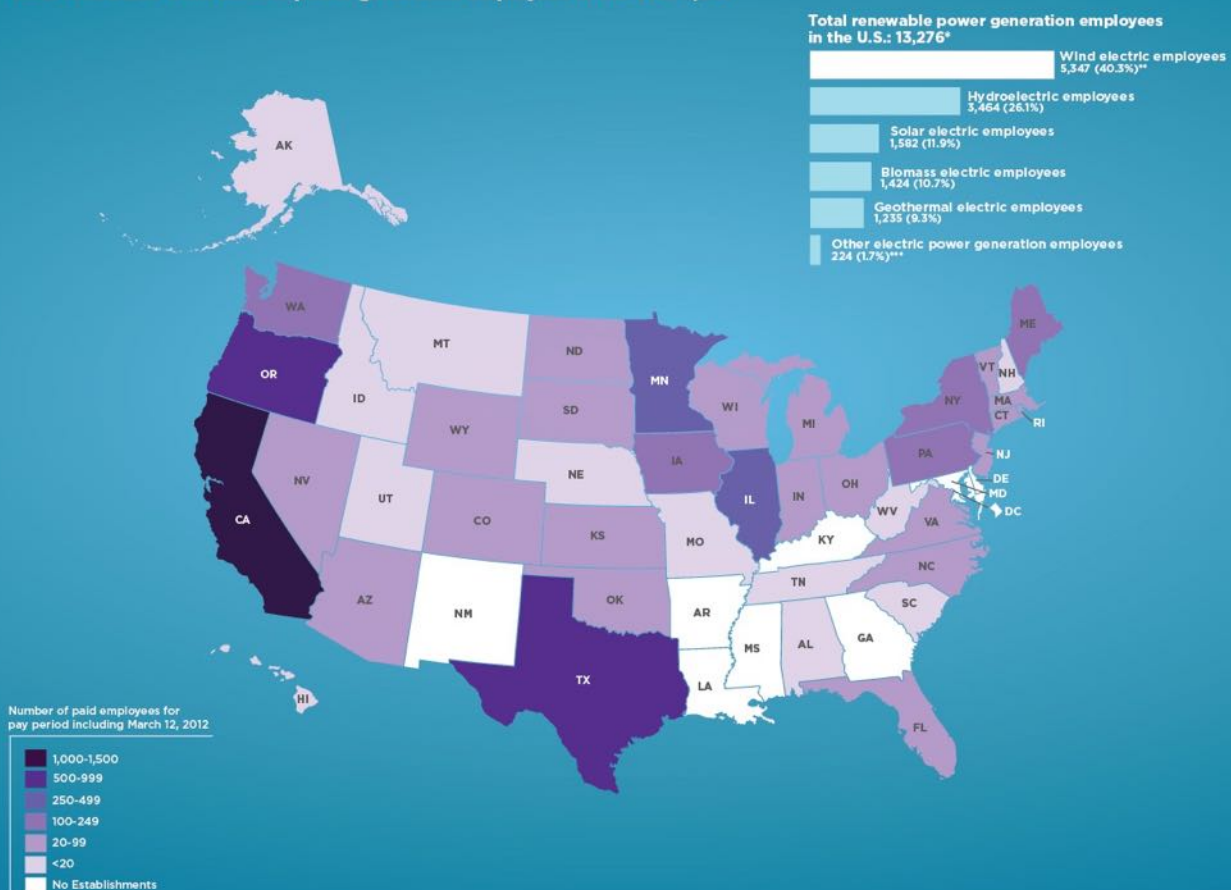 Total renewable power generation employees
in the U.S.: 13,276*
Wind electric employees
5,347 (40.3%)**
Hydroelectric employees
3,464 (26.1%)
Solar electric employees
1,582 (11.9%)
Biomass electric employees
1,424 (10.7%)
Geothermal electric employees
1,235 (9.3%)
Other electric power generation employees
224 (1.7%)***
AK
WA
MT
ND
MN
ME
VT
NH
OR
ID
SD
WI
MI
NY
MA
CT
RI
WY
IA
PA
NJ
NV
UT
NE
IL
IN
OH
DE
MD
DC
CA
CO
KS
MO
WV
KY
VA
AZ
NM
OK
AR
TN
NC
SC
MS
AL
GA
TX
LA
FL
HI
Number of paid employees for
pay period including March 12, 2012
1,000-1,500
500-999
250-499
100-249
20-99
<20
No Establishments